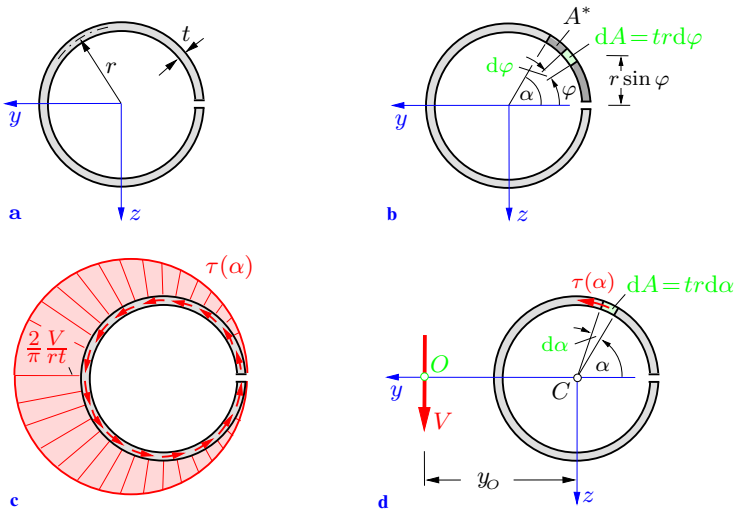 t
r
y
z
a
A*
dA=trdφ
dφ
r sin φ
α
φ
y
z
b
τ(α)
2/π V/rt
c
τ(α)
dA=trdα
dα
α
O
y
C
V
y_O
z
d